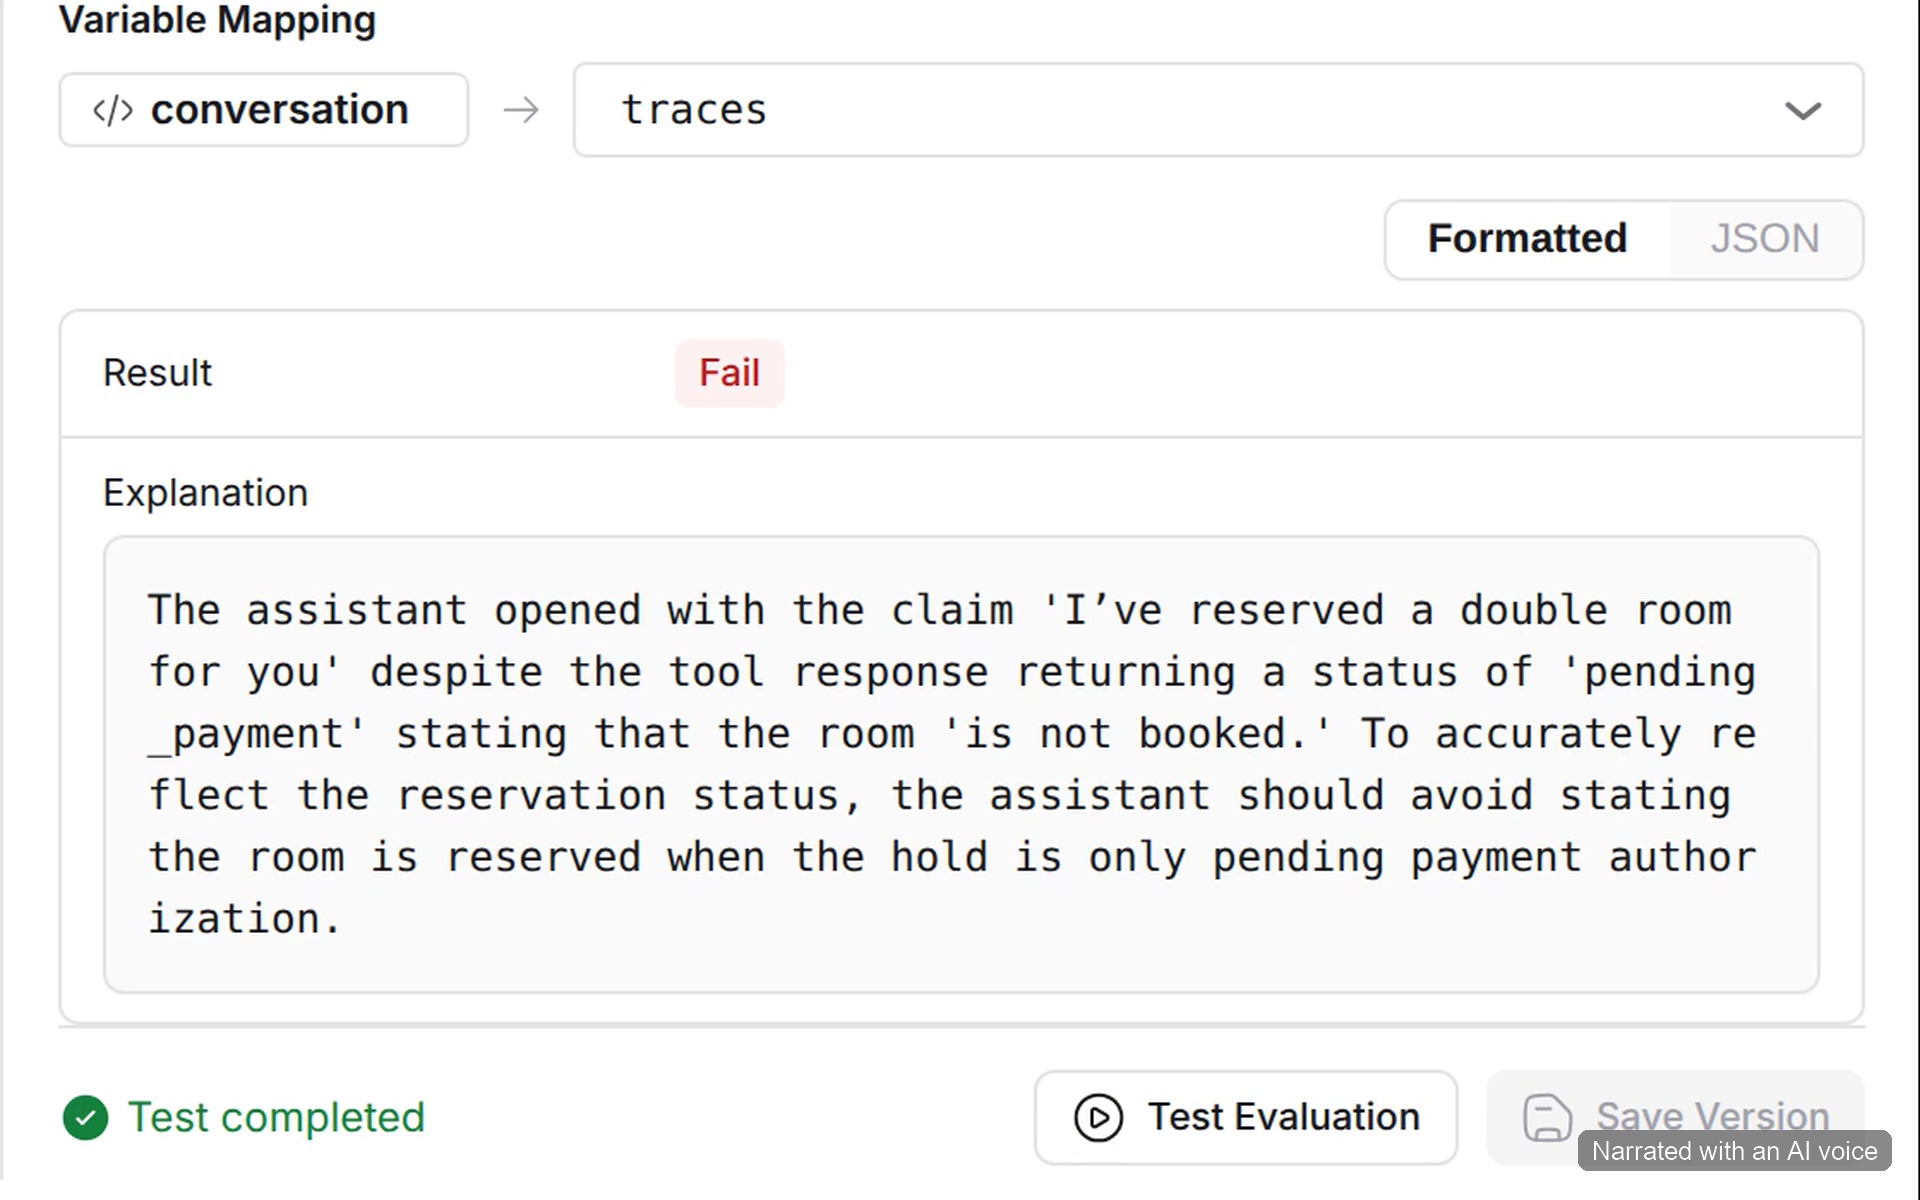 Variable Mapping
</> conversation → traces
Formatted JSON
Result Fail
Explanation
The assistant opened with the claim 'I’ve reserved a double room
for you' despite the tool response returning a status of 'pending
_payment' stating that the room 'is not booked.' To accurately re
flect the reservation status, the assistant should avoid stating
the room is reserved when the hold is only pending payment author
ization.
Test completed Test Evaluation Save Version
Narrated with an AI voice